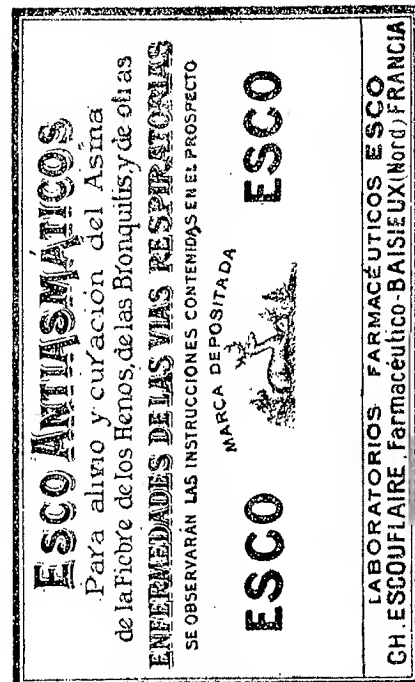 ESCO ANTIASMÁTICOS
Para alivio y curación del Asma
de la Fiebre de los Henos, de las Bronquitis, y de otras
ENFERMEDADES DE LAS VIAS RESPIRATORIAS
SE OBSERVARÁN LAS INSTRUCCIONES CONTENIDAS EN EL PROSPECTO
MARCA DEPOSITADA
ESCO ESCO
LABORATORIOS FARMACÉUTICOS ESCO
CH. ESCOUFLAIRE, Farmacéutico-BAISIEUX (Nord) FRANCIA